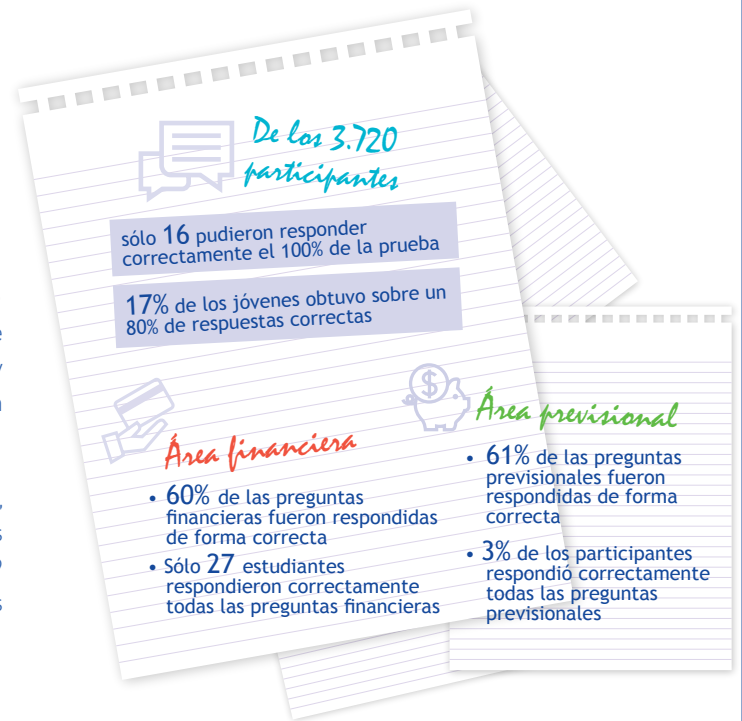 De los 3.720
participantes
sólo 16 pudieron responder
correctamente el 100% de la prueba
17% de los jóvenes obtuvo sobre un
80% de respuestas correctas
Área financiera
• 60% de las preguntas
financieras fueron respondidas
de forma correcta
• Sólo 27 estudiantes
respondieron correctamente
todas las preguntas financieras
Área previsional
• 61% de las preguntas
previsionales fueron
respondidas de forma
correcta
• 3% de los participantes
respondió correctamente
todas las preguntas
previsionales